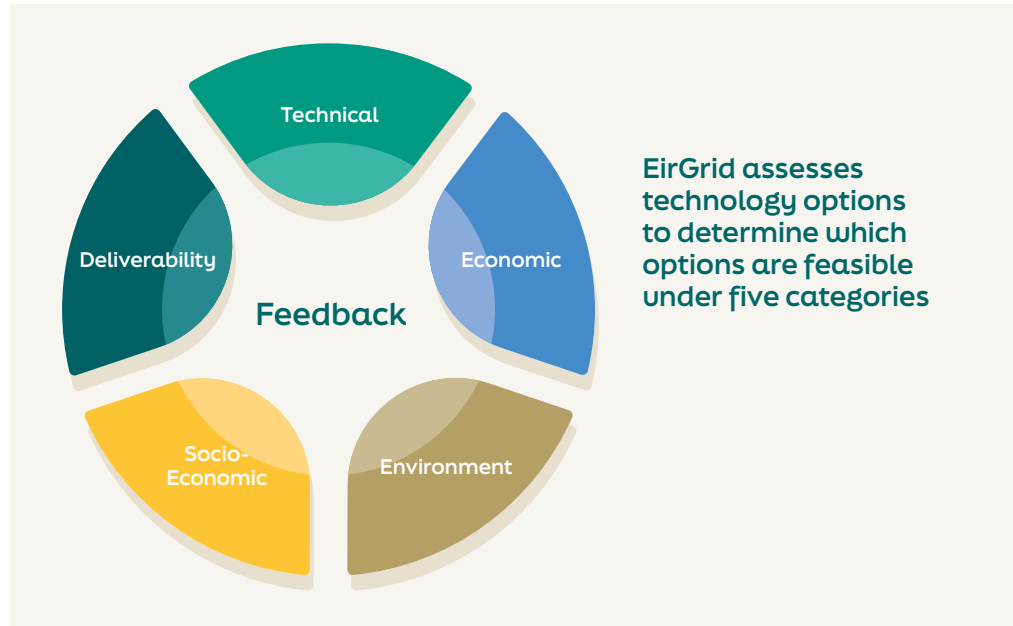 Technical
Deliverability
Economic
Feedback
Socio-
Economic
Environment
EirGrid assesses
technology options
to determine which
options are feasible
under five categories